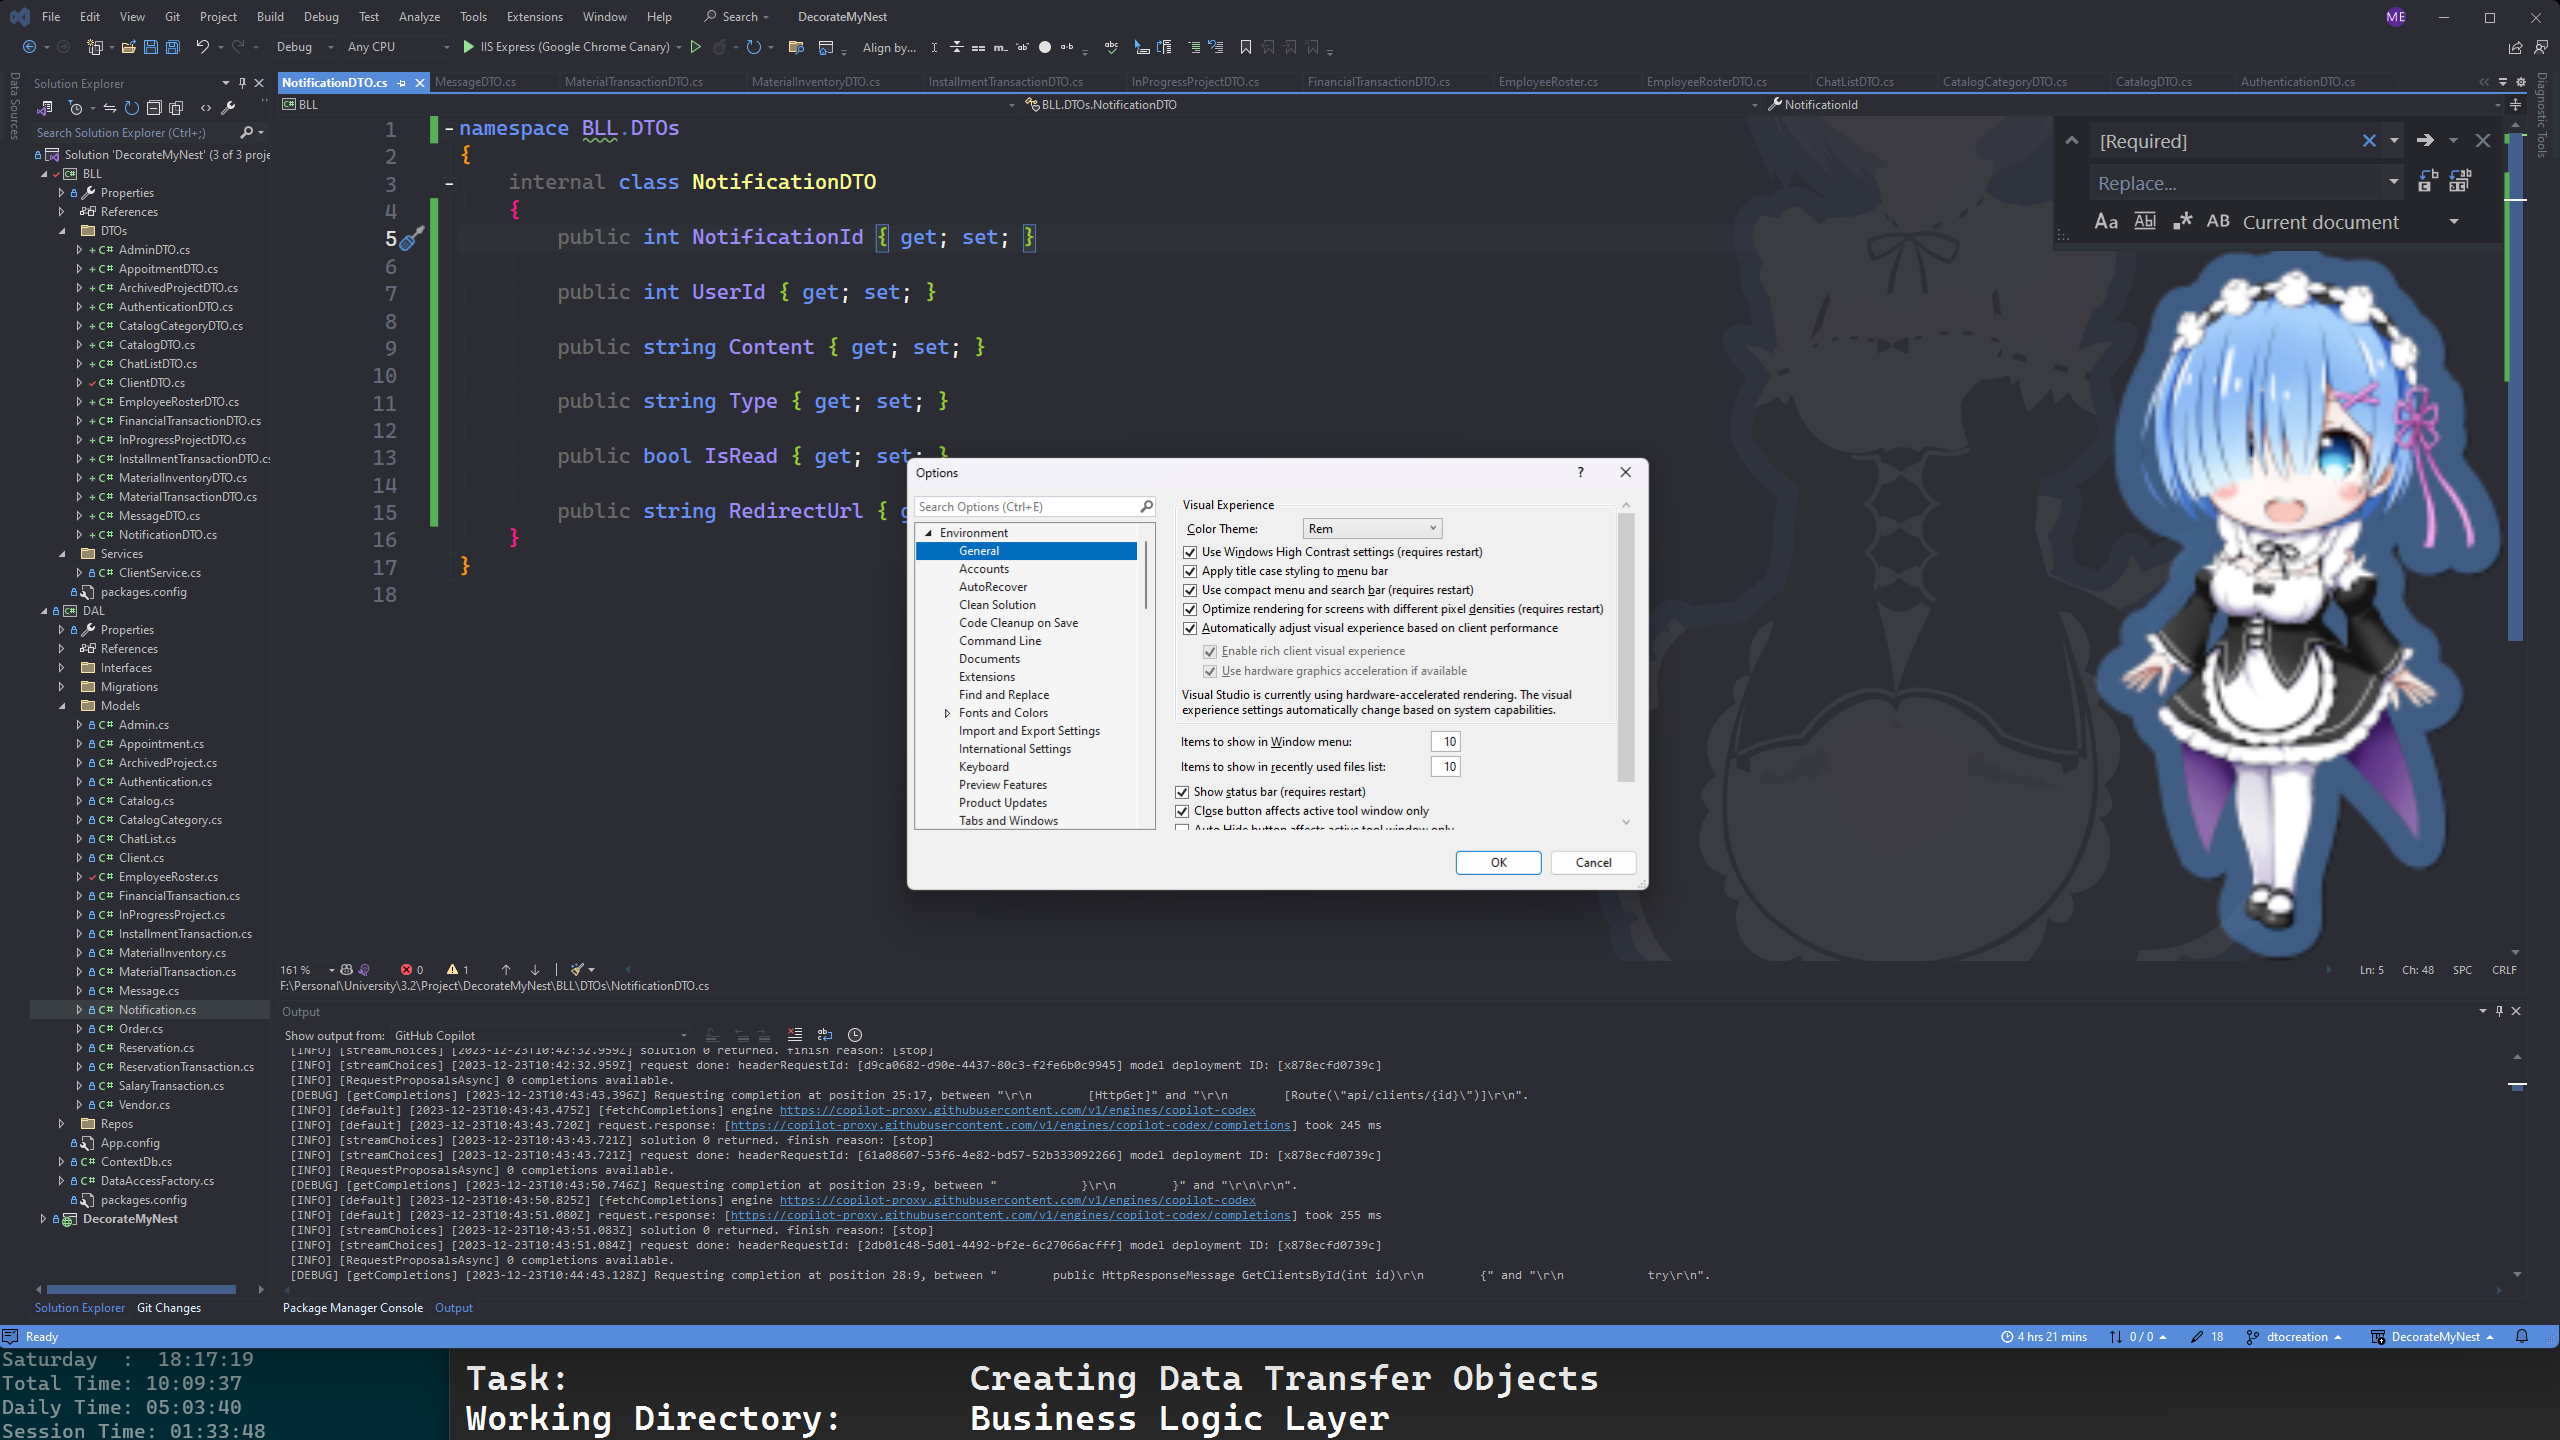 File Edit View Git Project Build Debug Test Analyze Tools Extensions Window Help Search DecorateMyNest ME
Debug Any CPU IIS Express (Google Chrome Canary) Align by...
Data Sources
Solution Explorer
Search Solution Explorer (Ctrl+;)
Solution 'DecorateMyNest' (3 of 3 proje
BLL
Properties
References
DTOs
AdminDTO.cs
AppoitmentDTO.cs
ArchivedProjectDTO.cs
AuthenticationDTO.cs
CatalogCategoryDTO.cs
CatalogDTO.cs
ChatListDTO.cs
ClientDTO.cs
EmployeeRosterDTO.cs
FinancialTransactionDTO.cs
InProgressProjectDTO.cs
InstallmentTransactionDTO.cs
MaterialInventoryDTO.cs
MaterialTransactionDTO.cs
MessageDTO.cs
NotificationDTO.cs
Services
ClientService.cs
packages.config
DAL
Properties
References
Interfaces
Migrations
Models
Admin.cs
Appointment.cs
ArchivedProject.cs
Authentication.cs
Catalog.cs
CatalogCategory.cs
ChatList.cs
Client.cs
EmployeeRoster.cs
FinancialTransaction.cs
InProgressProject.cs
InstallmentTransaction.cs
MaterialInventory.cs
MaterialTransaction.cs
Message.cs
Notification.cs
Order.cs
Reservation.cs
ReservationTransaction.cs
SalaryTransaction.cs
Vendor.cs
Repos
App.config
ContextDb.cs
DataAccessFactory.cs
packages.config
DecorateMyNest
Solution Explorer Git Changes
NotificationDTO.cs MessageDTO.cs MaterialTransactionDTO.cs MaterialInventoryDTO.cs InstallmentTransactionDTO.cs InProgressProjectDTO.cs FinancialTransactionDTO.cs EmployeeRoster.cs EmployeeRosterDTO.cs ChatListDTO.cs CatalogCategoryDTO.cs CatalogDTO.cs AuthenticationDTO.cs
BLL BLL.DTOs.NotificationDTO NotificationId
1 namespace BLL.DTOs
2 {
3 internal class NotificationDTO
4 {
5 public int NotificationId { get; set; }
6
7 public int UserId { get; set; }
8
9 public string Content { get; set; }
10
11 public string Type { get; set; }
12
13 public bool IsRead { get; set; }
14
15 public string RedirectUrl { g
16 }
17 }
18
[Required]
Replace...
Aa Abl .* AB Current document
Diagnostic Tools
Options ?
Search Options (Ctrl+E)
Environment
General
Accounts
AutoRecover
Clean Solution
Code Cleanup on Save
Command Line
Documents
Extensions
Find and Replace
Fonts and Colors
Import and Export Settings
International Settings
Keyboard
Preview Features
Product Updates
Tabs and Windows
Visual Experience
Color Theme: Rem
Use Windows High Contrast settings (requires restart)
Apply title case styling to menu bar
Use compact menu and search bar (requires restart)
Optimize rendering for screens with different pixel densities (requires restart)
Automatically adjust visual experience based on client performance
Enable rich client visual experience
Use hardware graphics acceleration if available
Visual Studio is currently using hardware-accelerated rendering. The visual
experience settings automatically change based on system capabilities.
Items to show in Window menu: 10
Items to show in recently used files list: 10
Show status bar (requires restart)
Close button affects active tool window only
Auto Hide button affects active tool window only
OK Cancel
161 % 0 1 Ln: 5 Ch: 48 SPC CRLF
F:\Personal\University\3.2\Project\DecorateMyNest\BLL\DTOs\NotificationDTO.cs
Output
Show output from: GitHub Copilot
[INFO] [streamChoices] [2023-12-23T10:42:32.959Z] solution 0 returned. finish reason: [stop]
[INFO] [streamChoices] [2023-12-23T10:42:32.959Z] request done: headerRequestId: [d9ca0682-d90e-4437-80c3-f2fe6b0c9945] model deployment ID: [x878ecfd0739c]
[INFO] [RequestProposalsAsync] 0 completions available.
[DEBUG] [getCompletions] [2023-12-23T10:43:43.396Z] Requesting completion at position 25:17, between "\r\n [HttpGet]" and "\r\n [Route(\"api/clients/{id}\")]\r\n".
[INFO] [default] [2023-12-23T10:43:43.475Z] [fetchCompletions] engine https://copilot-proxy.githubusercontent.com/v1/engines/copilot-codex
[INFO] [default] [2023-12-23T10:43:43.720Z] request.response: [https://copilot-proxy.githubusercontent.com/v1/engines/copilot-codex/completions] took 245 ms
[INFO] [streamChoices] [2023-12-23T10:43:43.721Z] solution 0 returned. finish reason: [stop]
[INFO] [streamChoices] [2023-12-23T10:43:43.721Z] request done: headerRequestId: [61a08607-53f6-4e82-bd57-52b333092266] model deployment ID: [x878ecfd0739c]
[INFO] [RequestProposalsAsync] 0 completions available.
[DEBUG] [getCompletions] [2023-12-23T10:43:50.746Z] Requesting completion at position 23:9, between " }\r\n }" and "\r\n\r\n".
[INFO] [default] [2023-12-23T10:43:50.825Z] [fetchCompletions] engine https://copilot-proxy.githubusercontent.com/v1/engines/copilot-codex
[INFO] [default] [2023-12-23T10:43:51.080Z] request.response: [https://copilot-proxy.githubusercontent.com/v1/engines/copilot-codex/completions] took 255 ms
[INFO] [streamChoices] [2023-12-23T10:43:51.083Z] solution 0 returned. finish reason: [stop]
[INFO] [streamChoices] [2023-12-23T10:43:51.084Z] request done: headerRequestId: [2db01c48-5d01-4492-bf2e-6c27066acfff] model deployment ID: [x878ecfd0739c]
[INFO] [RequestProposalsAsync] 0 completions available.
[DEBUG] [getCompletions] [2023-12-23T10:44:43.128Z] Requesting completion at position 28:9, between " public HttpResponseMessage GetClientsById(int id)\r\n {" and "\r\n try\r\n".
Package Manager Console Output
Ready 4 hrs 21 mins 0 / 0 18 dtocreation DecorateMyNest
Saturday : 18:17:19
Total Time: 10:09:37
Daily Time: 05:03:40
Session Time: 01:33:48
Task: Creating Data Transfer Objects
Working Directory: Business Logic Layer